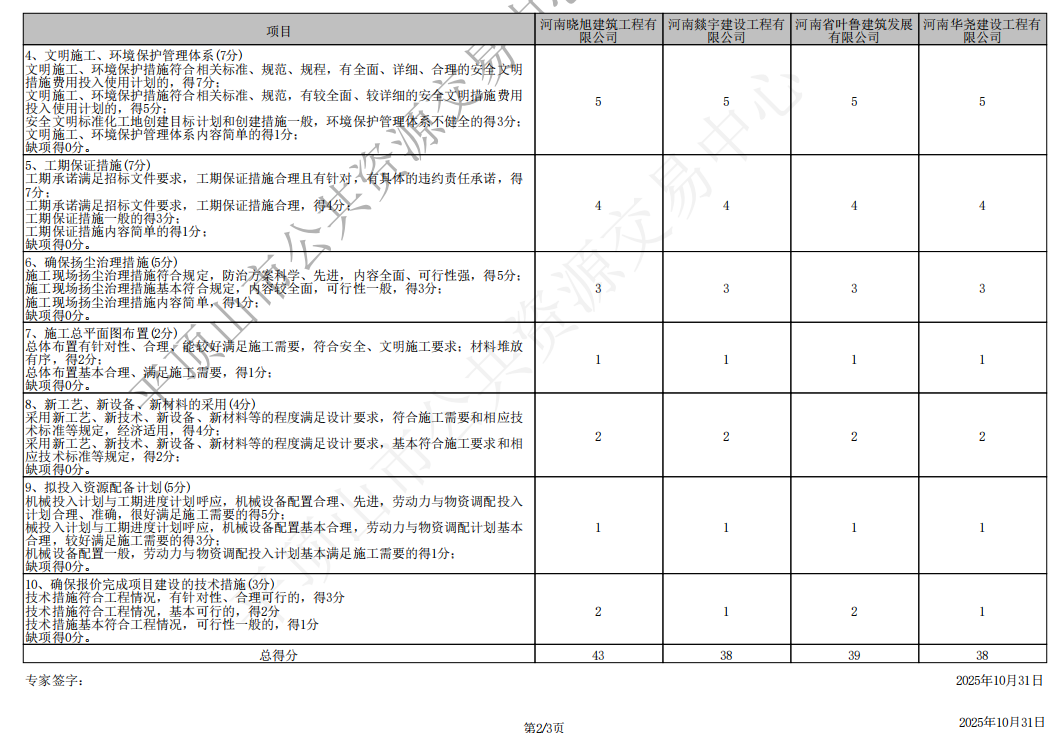 项目
河南晓旭建筑工程有
限公司
河南燚宇建设工程有
限公司
河南省叶鲁建筑发展
有限公司
河南华尧建设工程有
限公司
4、文明施工、环境保护管理体系(7分)
文明施工、环境保护措施符合相关标准、规范、规程，有全面、详细、合理的安全文明
措施费用投入使用计划的，得7分；
文明施工、环境保护措施符合相关标准、规范，有较全面、较详细的安全文明措施费用
投入使用计划的，得5分；
安全文明标准化工地创建目标计划和创建措施一般，环境保护管理体系不健全的得3分；
文明施工、环境保护管理体系内容简单的得1分；
缺项得0分。
5 5 5 5
5、工期保证措施(7分)
工期承诺满足招标文件要求，工期保证措施合理且有针对，有具体的违约责任承诺，得
7分；
工期承诺满足招标文件要求，工期保证措施合理，得4分；
工期保证措施一般的得3分；
工期保证措施内容简单的得1分；
缺项得0分。
4 4 4 4
6、确保扬尘治理措施(5分)
施工现场扬尘治理措施符合规定，防治方案科学、先进，内容全面、可行性强，得5分；
施工现场扬尘治理措施基本符合规定，内容较全面，可行性一般，得3分；
施工现场扬尘治理措施内容简单，得1分；
缺项得0分。
3 3 3 3
7、施工总平面图布置(2分)
总体布置有针对性、合理、能较好满足施工需要，符合安全、文明施工要求；材料堆放
有序，得2分；
总体布置基本合理、满足施工需要，得1分；
缺项得0分。
1 1 1 1
8、新工艺、新设备、新材料的采用(4分)
采用新工艺、新技术、新设备、新材料等的程度满足设计要求，符合施工需要和相应技
术标准等规定，经济适用，得4分；
采用新工艺、新技术、新设备、新材料等的程度满足设计要求，基本符合施工要求和相
应技术标准等规定，得2分；
缺项得0分。
2 2 2 2
9、拟投入资源配备计划(5分)
机械投入计划与工期进度计划呼应，机械设备配置合理、先进，劳动力与物资调配投入
计划合理、准确，很好满足施工需要的得5分；
械投入计划与工期进度计划呼应，机械设备配置基本合理，劳动力与物资调配计划基本
合理，较好满足施工需要的得3分；
机械设备配置一般，劳动力与物资调配投入计划基本满足施工需要的得1分；
缺项得0分。
1 1 1 1
10、确保报价完成项目建设的技术措施(3分)
技术措施符合工程情况，有针对性、合理可行的，得3分
技术措施符合工程情况，基本可行的，得2分
技术措施基本符合工程情况，可行性一般的，得1分
缺项得0分。
2 1 2 1
总得分 43 38 39 38
专家签字： 2025年10月31日
第2/3页 2025年10月31日
平顶山市公共资源交易中心
平顶山市公共资源交易中心